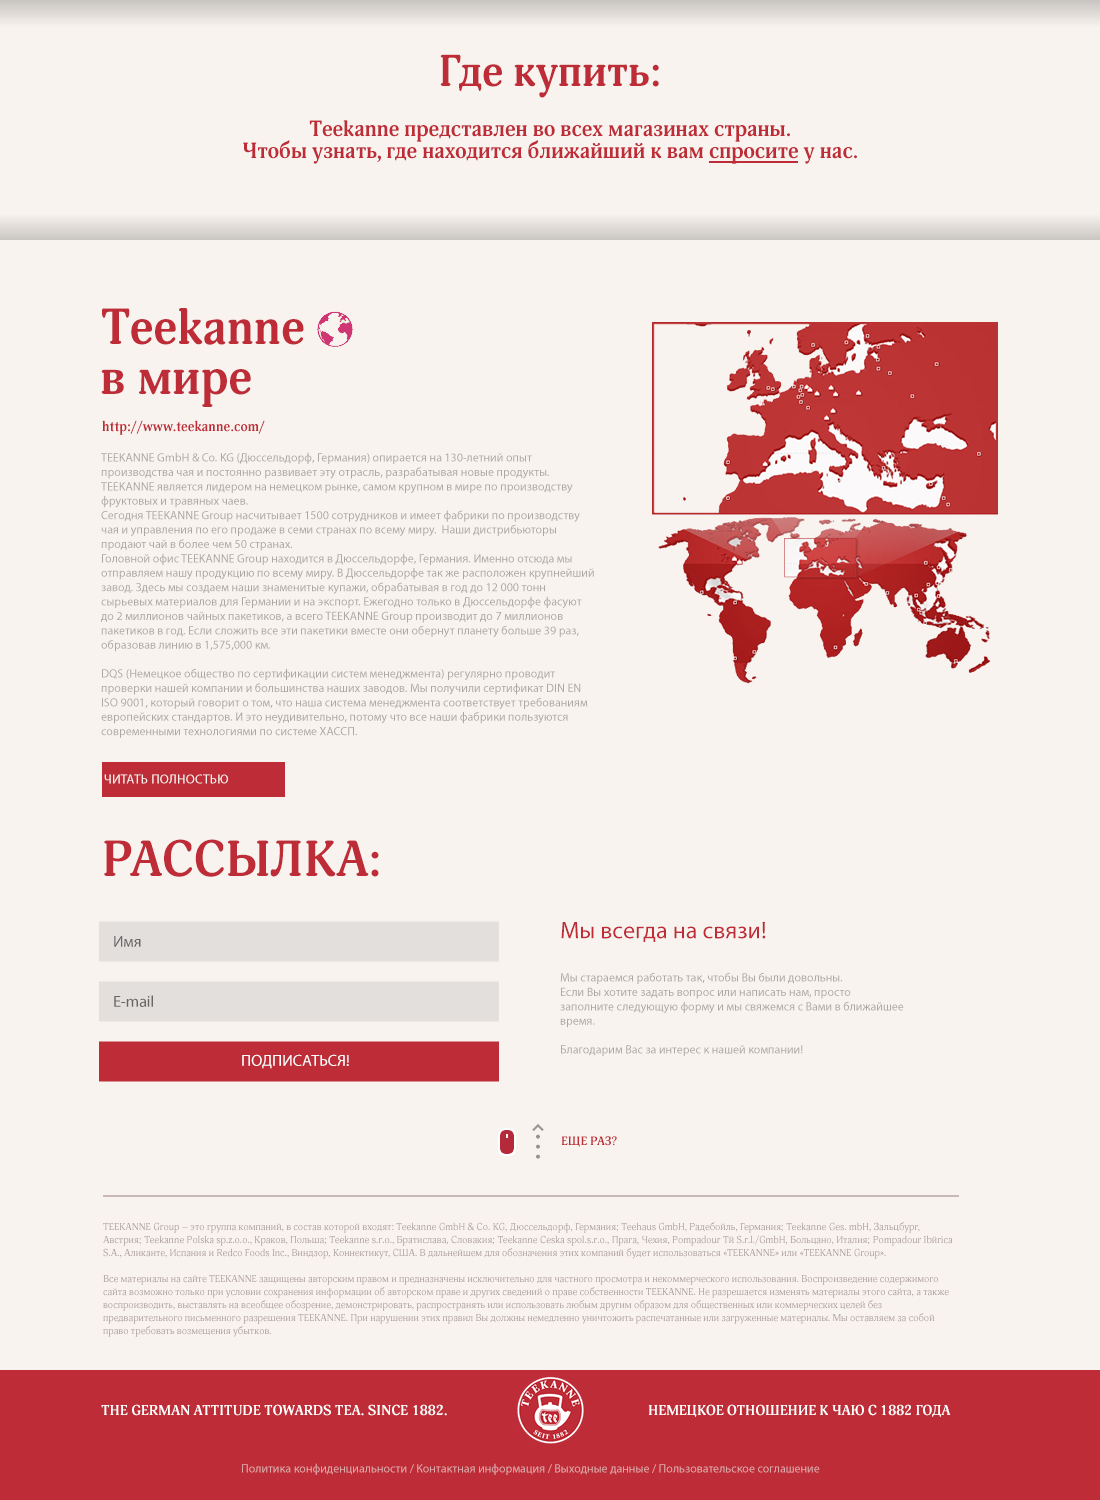 Где купить:
Teekanne представлен во всех магазинах страны.
Чтобы узнать, где находится ближайший к вам спросите у нас.
Teekanne
в мире
http://www.teekanne.com/
TEEKANNE GmbH & Co. KG (Дюссельдорф, Германия) опирается на 130-летний опыт
производства чая и постоянно развивает эту отрасль, разрабатывая новые продукты.
TEEKANNE является лидером на немецком рынке, самом крупном в мире по производству
фруктовых и травяных чаев.
Сегодня TEEKANNE Group насчитывает 1500 сотрудников и имеет фабрики по производству
чая и управления по его продаже в семи странах по всему миру. Наши дистрибьюторы
продают чай в более чем 50 странах.
Головной офис TEEKANNE Group находится в Дюссельдорфе, Германия. Именно отсюда мы
отправляем нашу продукцию по всему миру. В Дюссельдорфе так же расположен крупнейший
завод. Здесь мы создаем наши знаменитые купажи, обрабатывая в год до 12 000 тонн
сырьевых материалов для Германии и на экспорт. Ежегодно только в Дюссельдорфе фасуют
до 2 миллионов чайных пакетиков, а всего TEEKANNE Group производит до 7 миллионов
пакетиков в год. Если сложить все эти пакетики вместе они обернут планету больше 39 раз,
образовав линию в 1,575,000 км.
DQS (Немецкое общество по сертификации систем менеджмента) регулярно проводит
проверки нашей компании и большинства наших заводов. Мы получили сертификат DIN EN
ISO 9001, который говорит о том, что наша система менеджмента соответствует требованиям
европейских стандартов. И это неудивительно, потому что все наши фабрики пользуются
современными технологиями по системе ХАССП.
ЧИТАТЬ ПОЛНОСТЬЮ
РАССЫЛКА:
Имя
E-mail
ПОДПИСАТЬСЯ!
Мы всегда на связи!
Мы стараемся работать так, чтобы Вы были довольны.
Если Вы хотите задать вопрос или написать нам, просто
заполните следующую форму и мы свяжемся с Вами в ближайшее
время.
Благодарим Вас за интерес к нашей компании!
ЕЩЕ РАЗ?
TEEKANNE Group – это группа компаний, в состав которой входят: Teekanne GmbH & Co. KG, Дюссельдорф, Германия; Teehaus GmbH, Радебойль, Германия; Teekanne Ges. mbH, Зальцбург,
Австрия; Teekanne Polska sp.z.o.o., Краков, Польша; Teekanne s.r.o., Братислава, Словакия; Teekanne Ceska spol.s.r.o., Прага, Чехия, Pompadour Tй S.r.l./GmbH, Больцано, Италия; Pompadour Ibйrica
S.A., Аликанте, Испания и Redco Foods Inc., Виндзор, Коннектикут, США. В дальнейшем для обозначения этих компаний будет использоваться «TEEKANNE» или «TEEKANNE Group».
Все материалы на сайте TEEKANNE защищены авторским правом и предназначены исключительно для частного просмотра и некоммерческого использования. Воспроизведение содержимого
сайта возможно только при условии сохранения информации об авторском праве и других сведений о праве собственности TEEKANNE. Не разрешается изменять материалы этого сайта, а также
воспроизводить, выставлять на всеобщее обозрение, демонстрировать, распространять или использовать любым другим образом для общественных или коммерческих целей без
предварительного письменного разрешения TEEKANNE. При нарушении этих правил Вы должны немедленно уничтожить распечатанные или загруженные материалы. Мы оставляем за собой
право требовать возмещения убытков.
THE GERMAN ATTITUDE TOWARDS TEA. SINCE 1882.
TEEKANNE
tee
SEIT 1882
НЕМЕЦКОЕ ОТНОШЕНИЕ К ЧАЮ С 1882 ГОДА
Политика конфиденциальности / Контактная информация / Выходные данные / Пользовательское соглашение